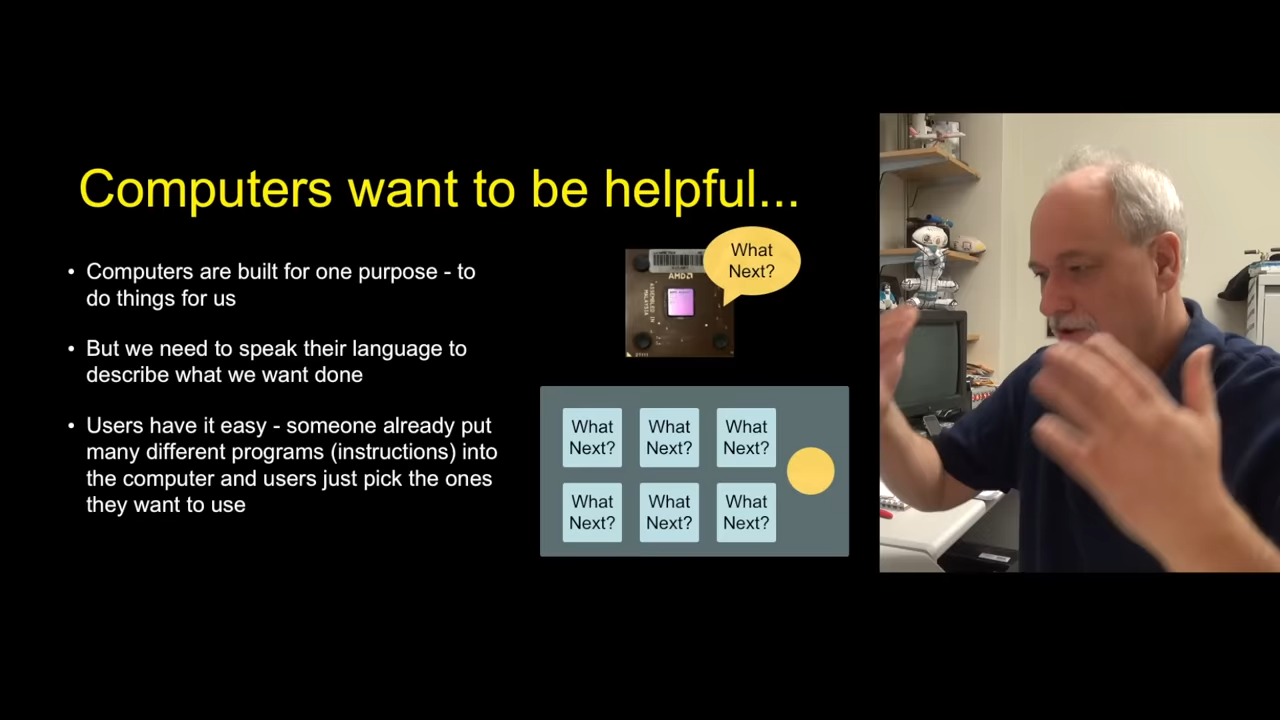 Computers want to be helpful...
• Computers are built for one purpose - to
do things for us
• But we need to speak their language to
describe what we want done
• Users have it easy - someone already put
many different programs (instructions) into
the computer and users just pick the ones
they want to use
What
Next?
AMD
ASSEMBLED IN
MALAYSIA
What
Next?
What
Next?
What
Next?
What
Next?
What
Next?
What
Next?